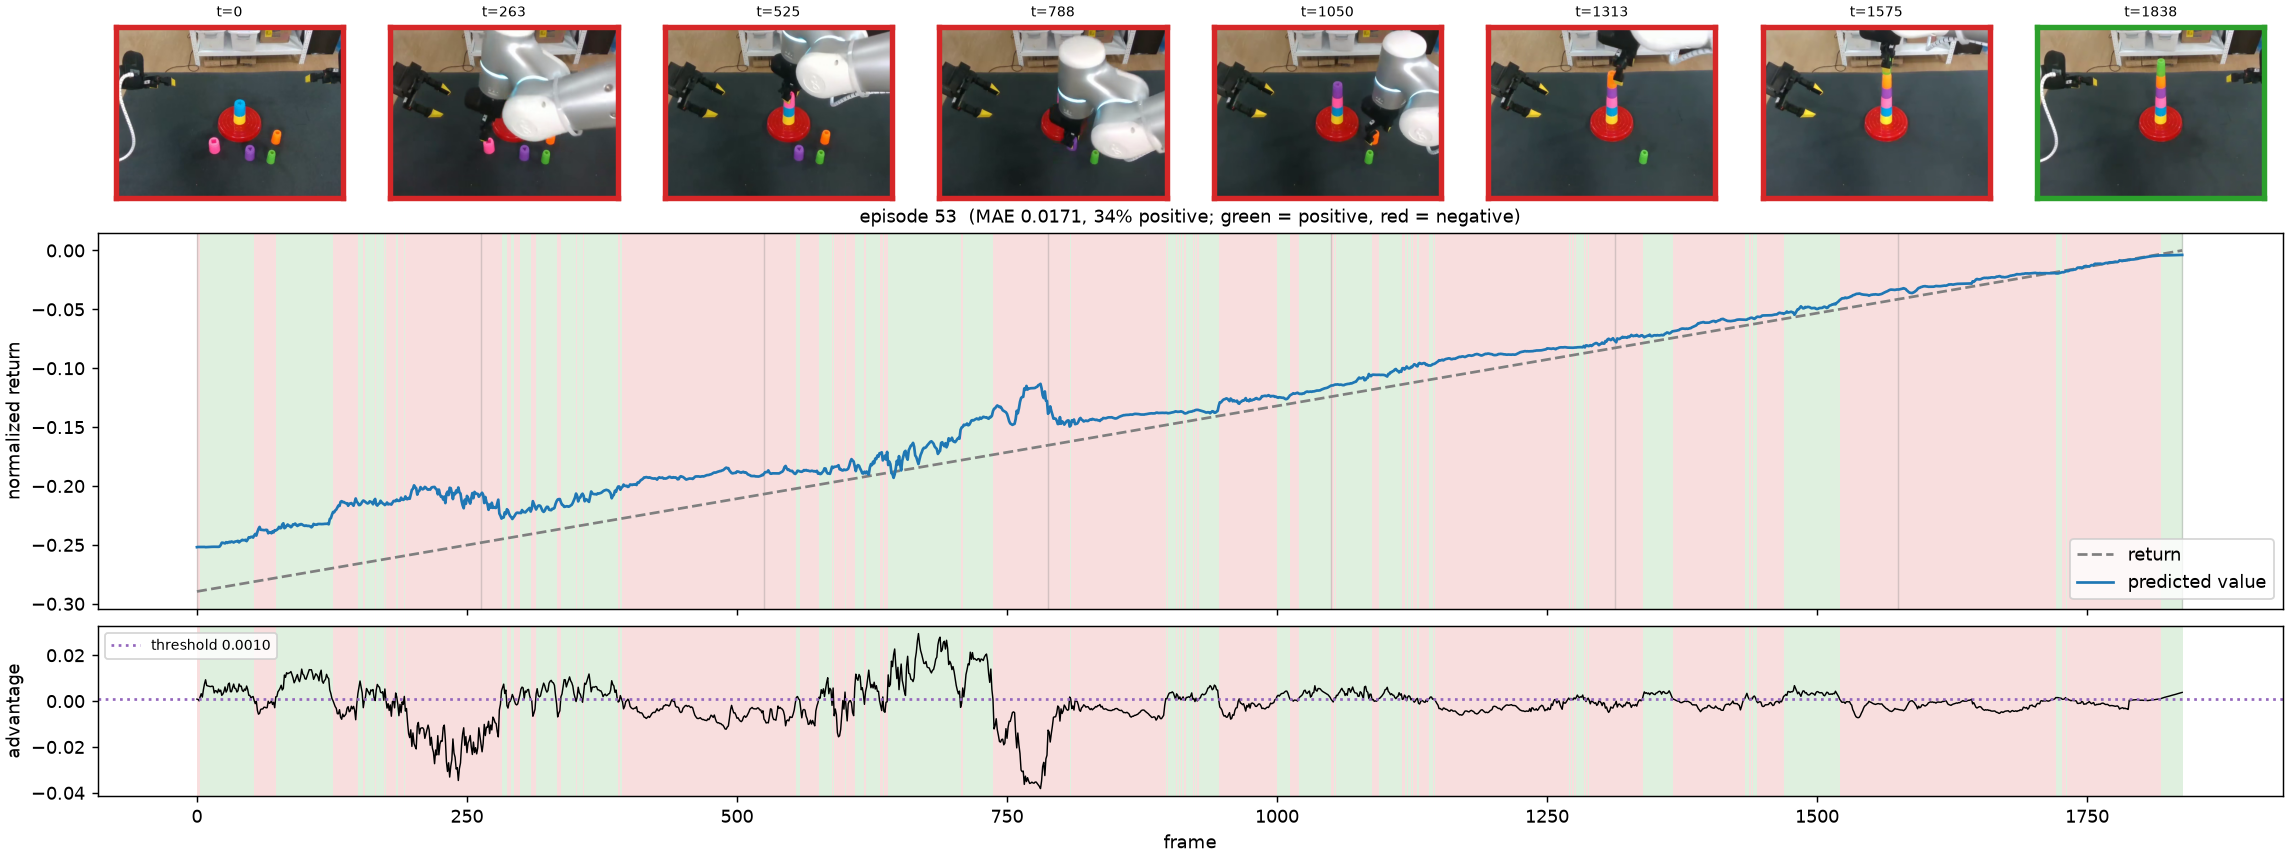 t=0 t=263 t=525 t=788 t=1050 t=1313 t=1575 t=1838
episode 53 (MAE 0.0171, 34% positive; green = positive, red = negative)
normalized return
0.00
−0.05
−0.10
−0.15
−0.20
−0.25
−0.30
return
predicted value
advantage
0.02
0.00
−0.02
−0.04
threshold 0.0010
0 250 500 750 1000 1250 1500 1750
frame